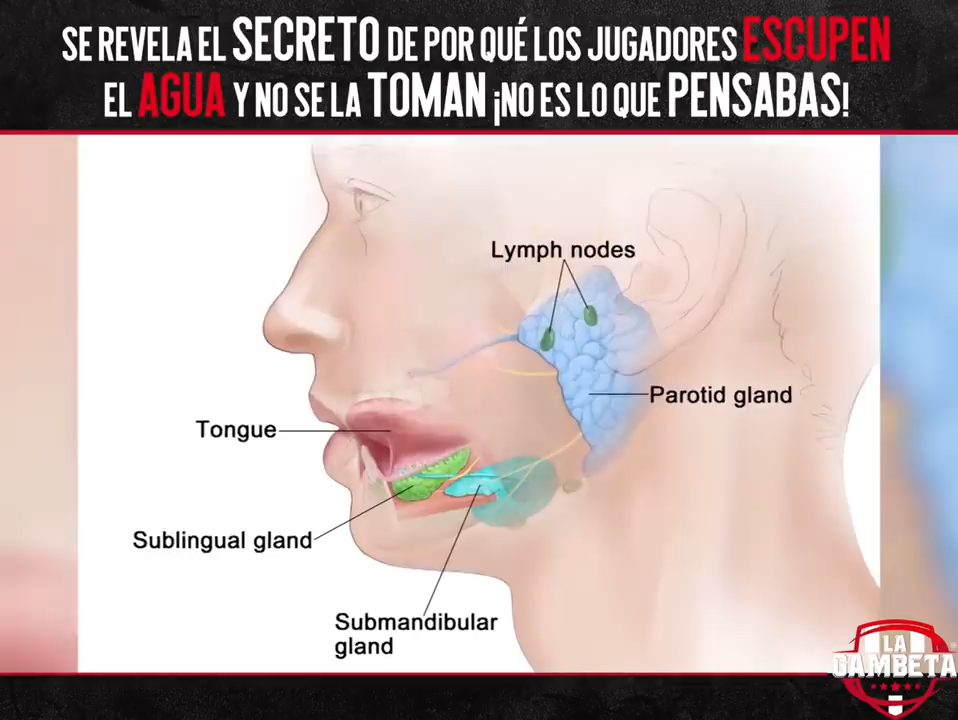 SE REVELA EL SECRETO DE POR QUÉ LOS JUGADORES ESCUPEN
EL AGUA Y NO SE LA TOMAN ¡NO ES LO QUE PENSABAS!
Lymph nodes
Parotid gland
Tongue
Sublingual gland
Submandibular
gland
LA
GAMBETA